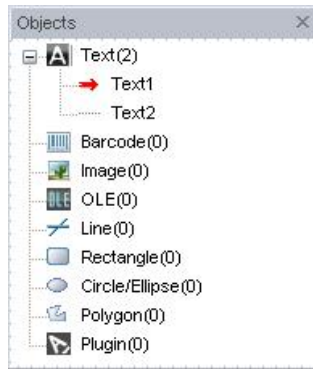 Objects
Text(2)
Text1
Text2
Barcode(0)
Image(0)
OLE
OLE(0)
Line(0)
Rectangle(0)
Circle/Ellipse(0)
Polygon(0)
Plugin(0)